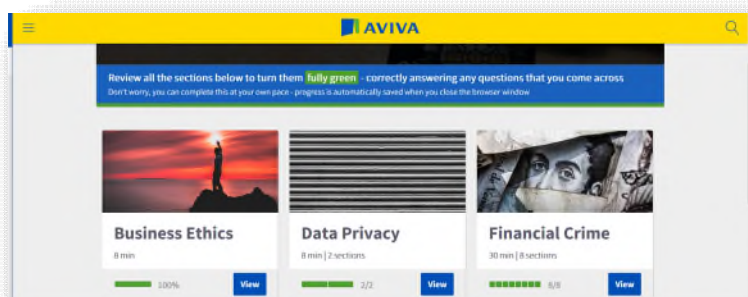 AVIVA
Review all the sections below to turn them fully green - correctly answering any questions that you come across
Don't worry, you can complete this at your own pace - progress is automatically saved when you close the browser window
Business Ethics
8 min
100%
View
Data Privacy
8 min | 2 sections
2/2
View
Financial Crime
30 min | 8 sections
8/8
View